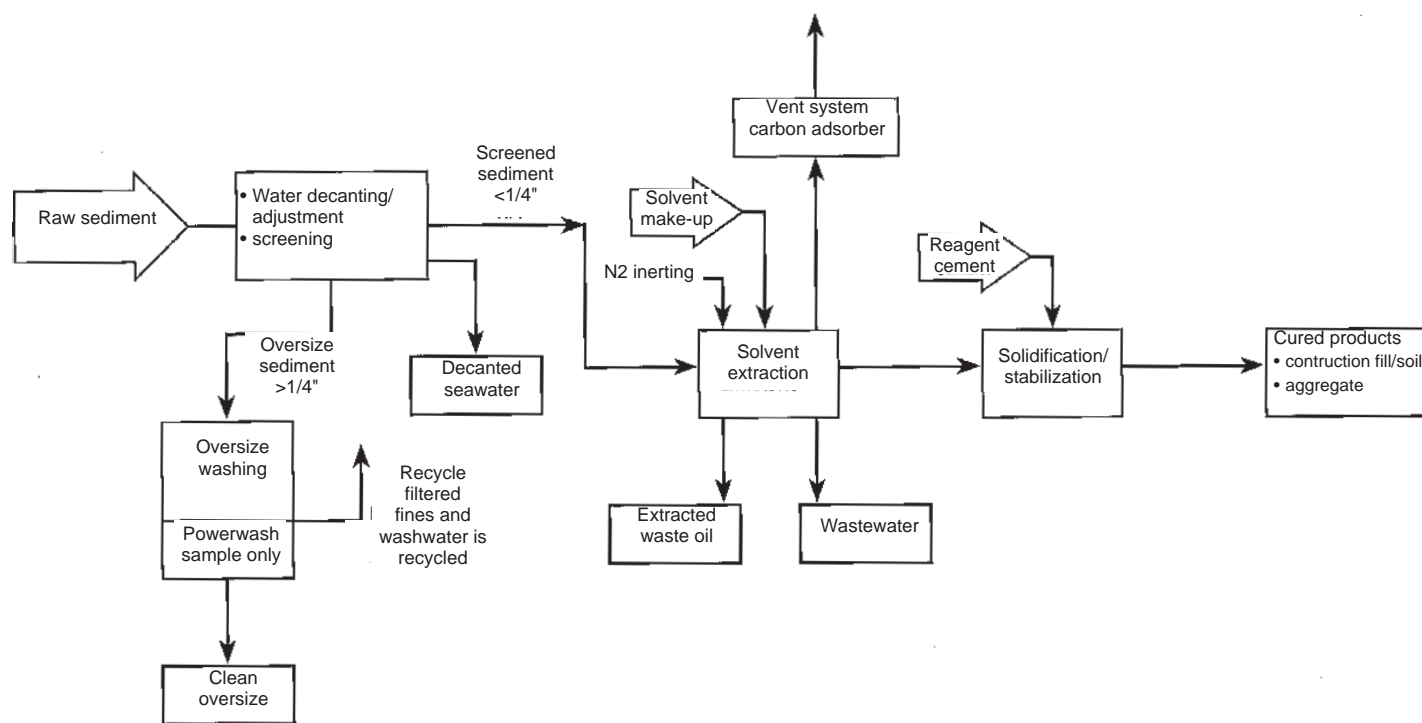 Vent system
carbon adsorber
Screened
sediment
<1/4"
Raw sediment
• Water decanting/
adjustment
• screening
Solvent
make-up
N2 inerting
Reagent
cement
Oversize
sediment
>1/4"
Decanted
seawater
Solvent
extraction
Solidification/
stabilization
Cured products
• contruction fill/soil
• aggregate
Oversize
washing
Powerwash
sample only
Recycle
filtered
fines and
washwater is
recycled
Extracted
waste oil
Wastewater
Clean
oversize